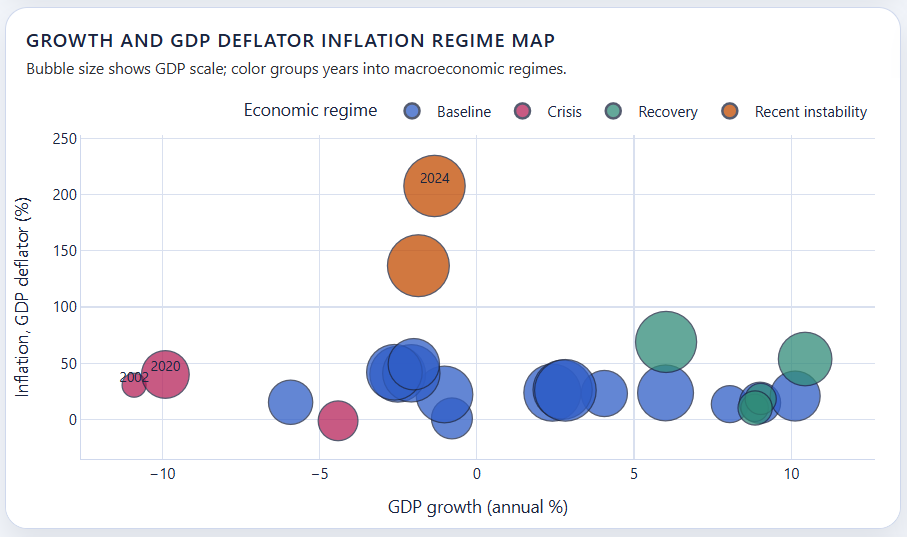 GROWTH AND GDP DEFLATOR INFLATION REGIME MAP
Bubble size shows GDP scale; color groups years into macroeconomic regimes.
Economic regime Baseline Crisis Recovery Recent instability
Inflation, GDP deflator (%)
250
200
150
100
50
0
2024
2002
2020
−10 −5 0 5 10
GDP growth (annual %)